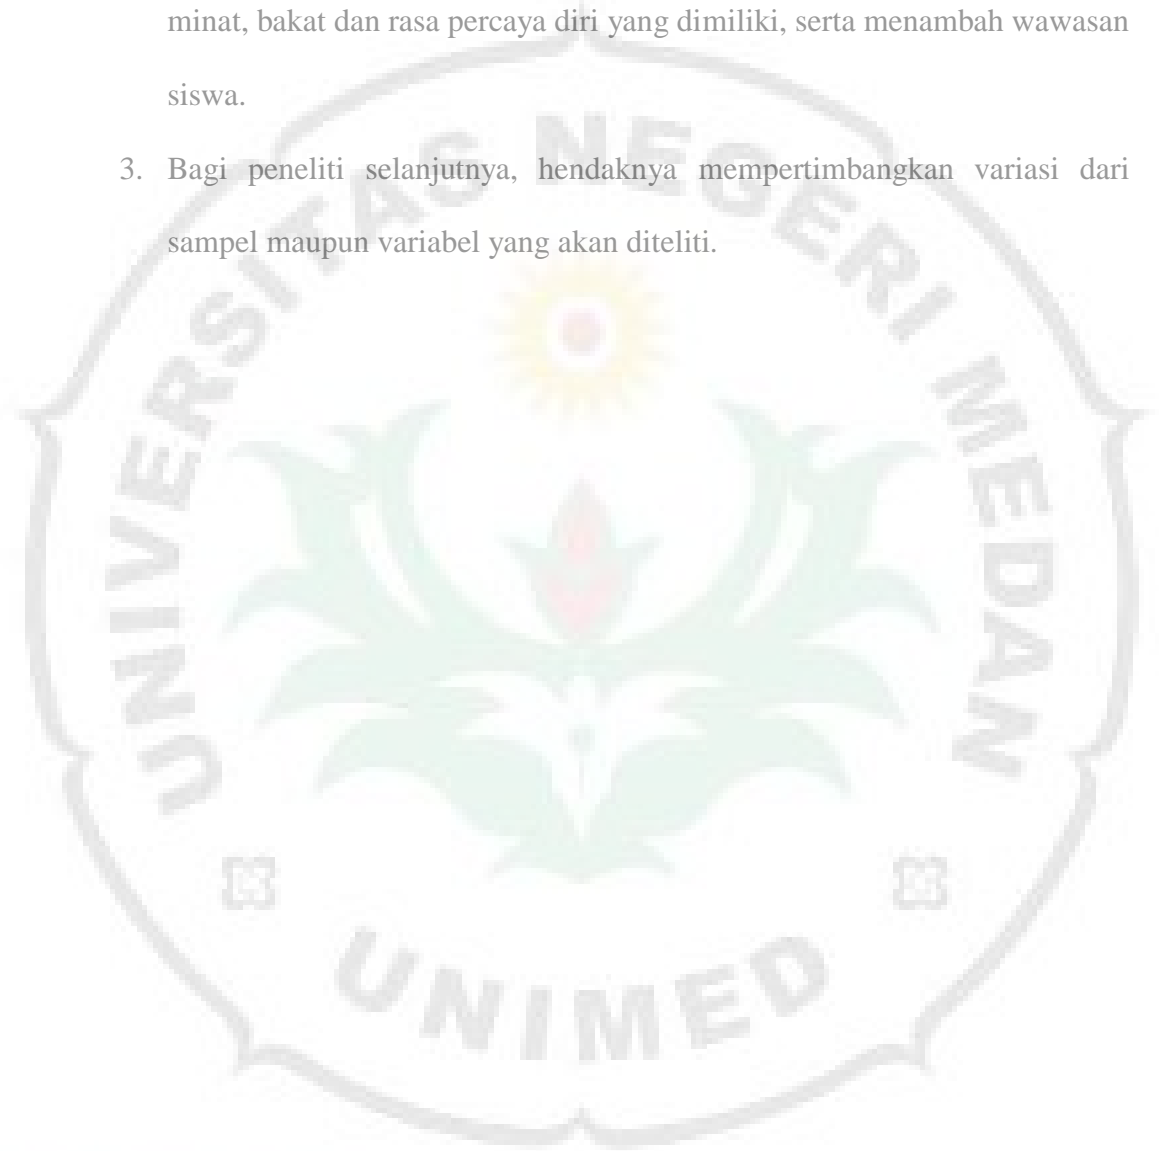 minat, bakat dan rasa percaya diri yang dimiliki, serta menambah wawasan
siswa.
3. Bagi peneliti selanjutnya, hendaknya mempertimbangkan variasi dari
sampel maupun variabel yang akan diteliti.
UNIVERSITAS NEGERI MEDAN
UNIMED